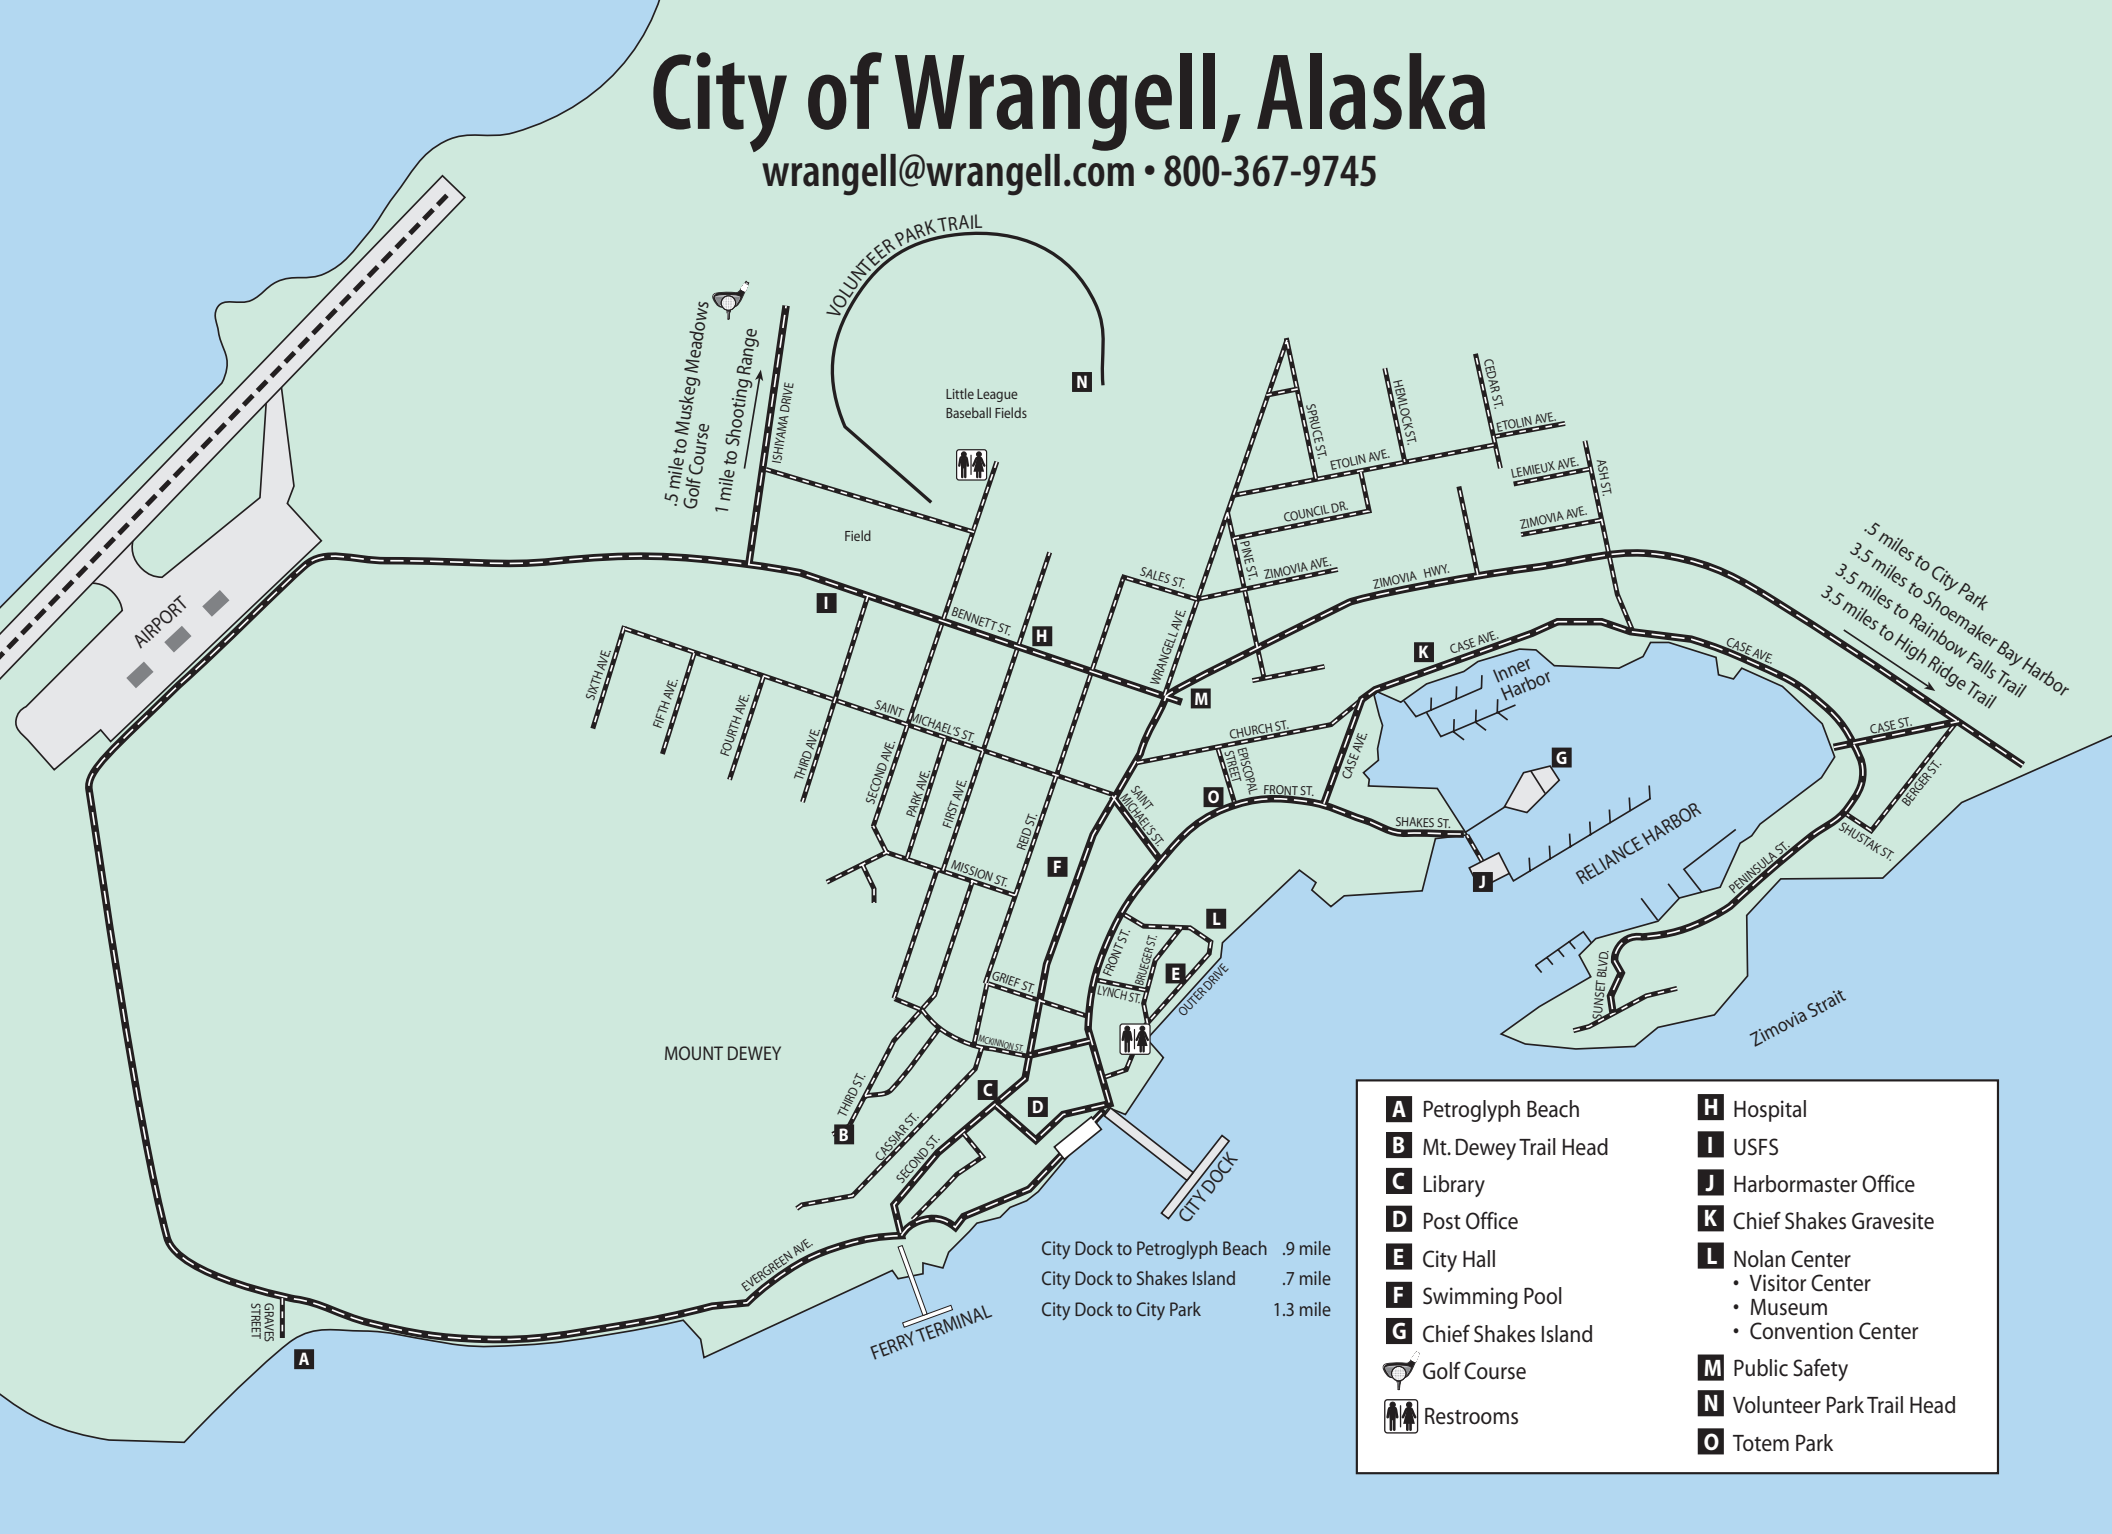 City of Wrangell, Alaska
wrangell@wrangell.com • 800-367-9745
VOLUNTEER PARK TRAIL
.5 mile to Muskeg Meadows
Golf Course
1 mile to Shooting Range
ISHIYAMA DRIVE
N
Little League
Baseball Fields
Field
SPRUCE ST.
HEMLOCK ST.
CEDAR ST.
ETOLIN AVE.
ETOLIN AVE.
LEMIEUX AVE.
ASH ST.
COUNCIL DR.
ZIMOVIA AVE.
PINE ST.
ZIMOVIA AVE.
ZIMOVIA HWY.
SALES ST.
WRANGELL AVE.
.5 miles to City Park
3.5 miles to Shoemaker Bay Harbor
3.5 miles to Rainbow Falls Trail
3.5 miles to High Ridge Trail
AIRPORT
I
BENNETT ST.
H
M
K
CASE AVE.
CASE AVE.
Inner
Harbor
SIXTH AVE.
FIFTH AVE.
FOURTH AVE.
THIRD AVE.
SAINT MICHAEL'S ST.
SECOND AVE.
PARK AVE.
FIRST AVE.
REID ST.
CHURCH ST.
EPISCOPAL
STREET
CASE AVE.
G
CASE ST.
BERGER ST.
O
FRONT ST.
SAINT
MICHAEL'S ST.
SHAKES ST.
RELIANCE HARBOR
SHUSTAK ST.
PENINSULA ST.
F
MISSION ST.
J
L
FRONT ST.
BRUEGER ST.
E
LYNCH ST.
OUTER DRIVE
GRIEF ST.
SUNSET BLVD.
Zimovia Strait
MOUNT DEWEY
MCKINNON ST.
THIRD ST.
C
D
B
CASSIAR ST.
SECOND ST.
CITY DOCK
EVERGREEN AVE.
FERRY TERMINAL
GRAVES
STREET
A
City Dock to Petroglyph Beach .9 mile
City Dock to Shakes Island .7 mile
City Dock to City Park 1.3 mile
A Petroglyph Beach
B Mt. Dewey Trail Head
C Library
D Post Office
E City Hall
F Swimming Pool
G Chief Shakes Island
Golf Course
Restrooms
H Hospital
I USFS
J Harbormaster Office
K Chief Shakes Gravesite
L Nolan Center
• Visitor Center
• Museum
• Convention Center
M Public Safety
N Volunteer Park Trail Head
O Totem Park